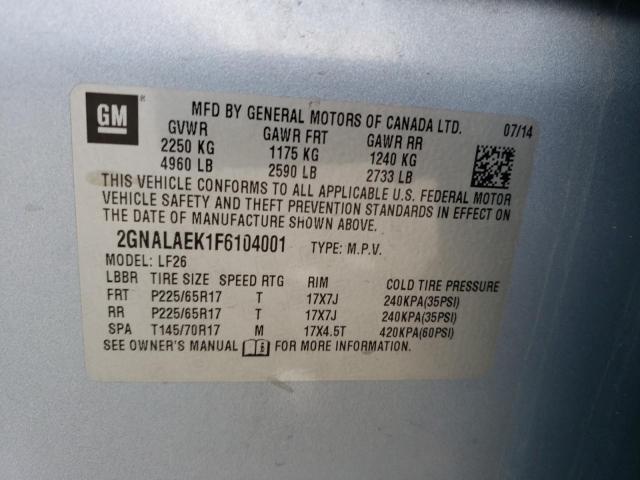 GM ®
MFD BY GENERAL MOTORS OF CANADA LTD. 07/14
GVWR GAWR FRT GAWR RR
2250 KG 1175 KG 1240 KG
4960 LB 2590 LB 2733 LB
THIS VEHICLE CONFORMS TO ALL APPLICABLE U.S. FEDERAL MOTOR
VEHICLE SAFETY AND THEFT PREVENTION STANDARDS IN EFFECT ON
THE DATE OF MANUFACTURE SHOWN ABOVE.
2GNALAEK1F6104001 TYPE: M.P.V.
MODEL: LF26
LBBR TIRE SIZE SPEED RTG RIM COLD TIRE PRESSURE
FRT P225/65R17 T 17X7J 240KPA(35PSI)
RR P225/65R17 T 17X7J 240KPA(35PSI)
SPA T145/70R17 M 17X4.5T 420KPA(60PSI)
SEE OWNER'S MANUAL FOR MORE INFORMATION.